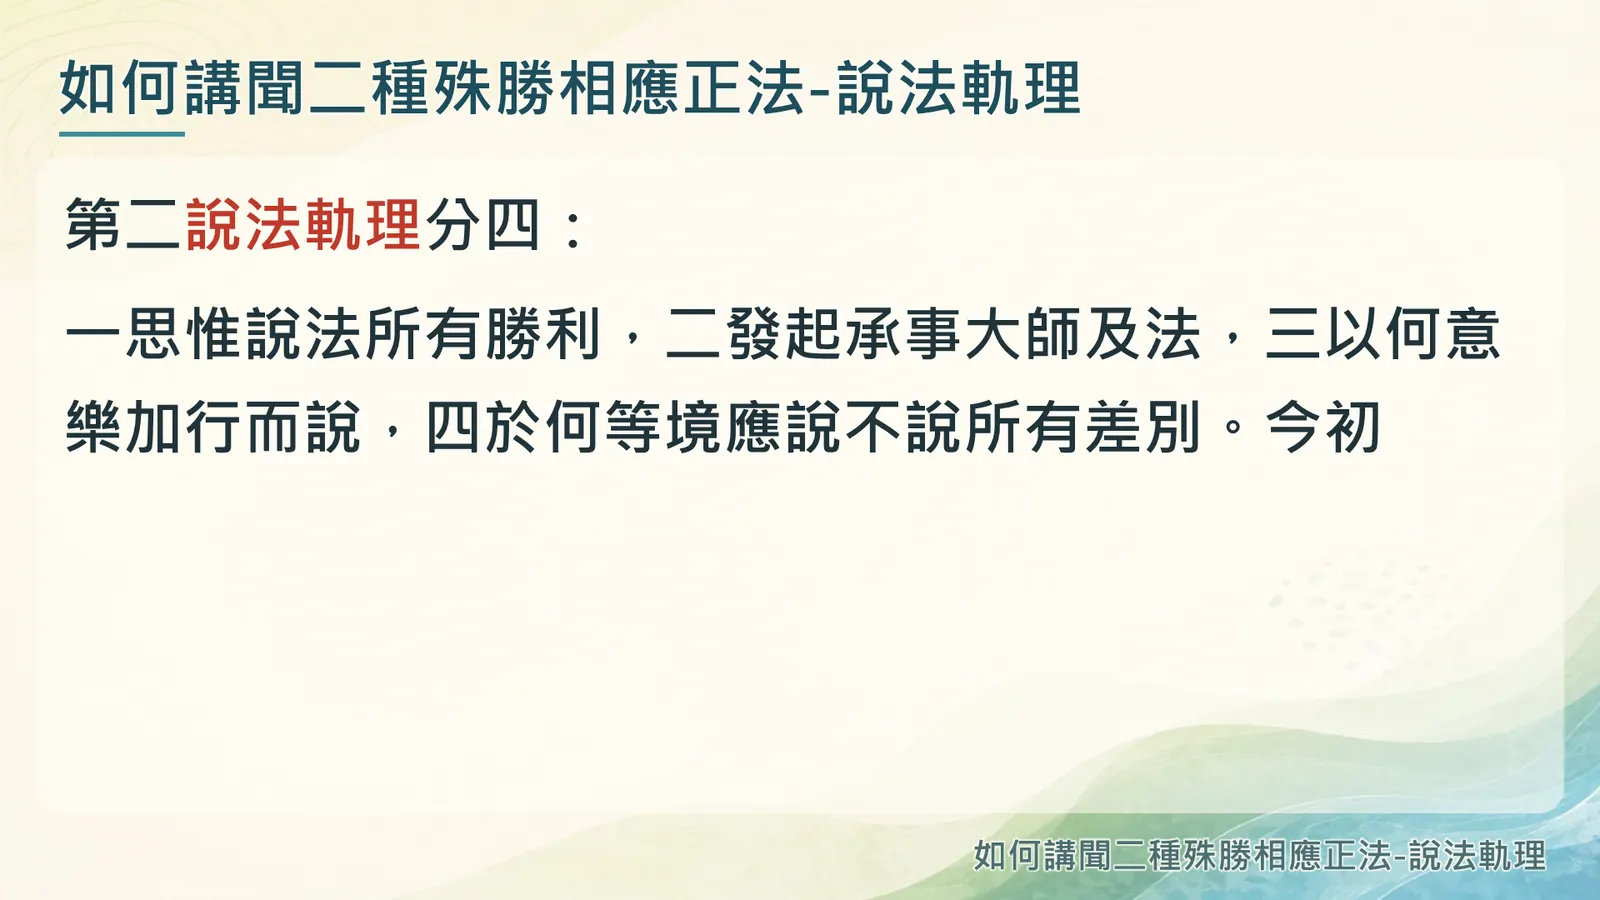 如何講聞二種殊勝相應正法-說法軌理
第二說法軌理分四：
一思惟說法所有勝利，二發起承事大師及法，三以何意
樂加行而說，四於何等境應說不說所有差別。今初
如何講聞二種殊勝相應正法-說法軌理